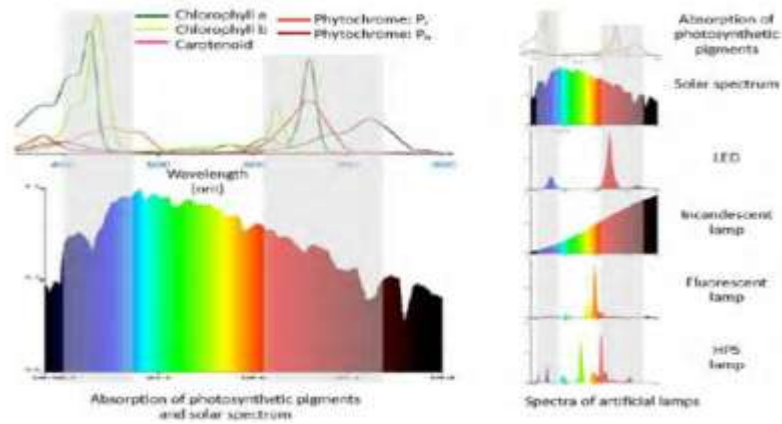 Chlorophyll a
Chlorophyll b
Carotenoid
Phytochrome: Pr
Phytochrome:
Wavelength
(nm)
Absorption of photosynthetic pigments
and solar spectrum
Absorption of
photosynthetic
pigments
Solar spectrum
LED
Incandescent
lamp
Fluorescent
lamp
HPS
lamp
Spectra of artificial lamps